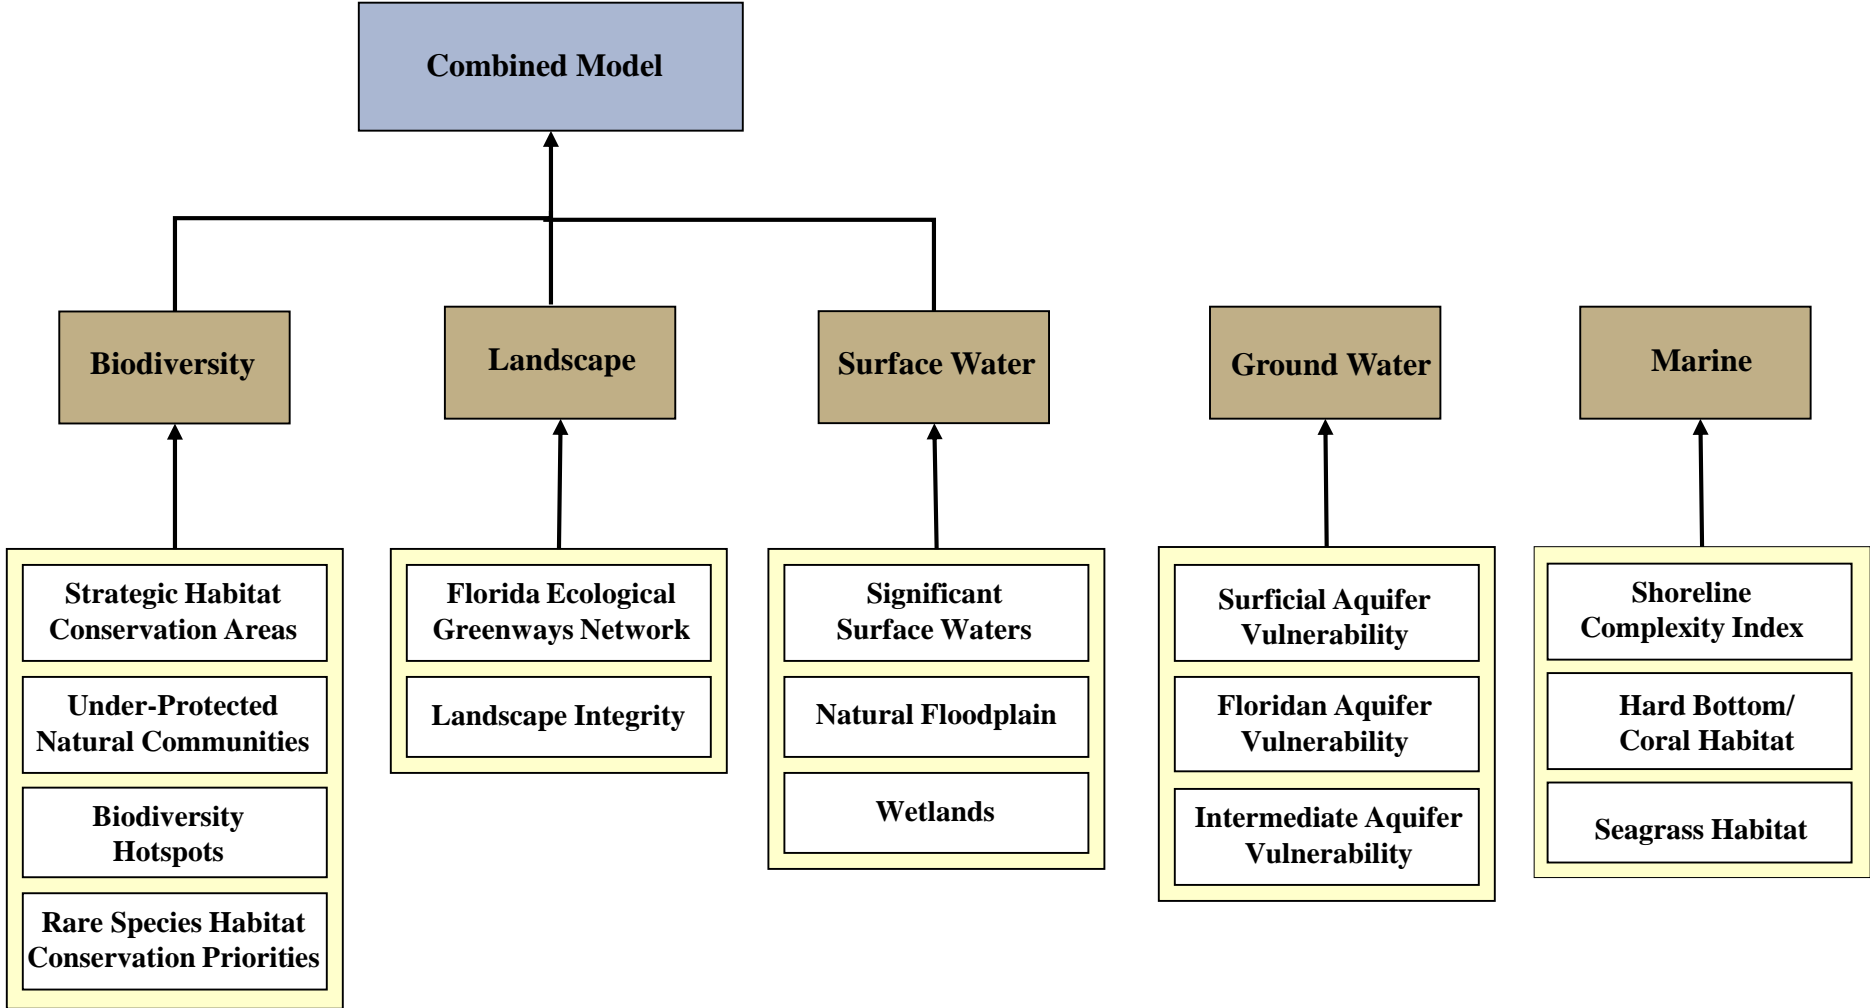 Combined Model
Biodiversity
Landscape
Surface Water
Ground Water
Marine
Strategic Habitat
Conservation Areas
Under-Protected
Natural Communities
Biodiversity
Hotspots
Rare Species Habitat
Conservation Priorities
Florida Ecological
Greenways Network
Landscape Integrity
Significant
Surface Waters
Natural Floodplain
Wetlands
Surficial Aquifer
Vulnerability
Floridan Aquifer
Vulnerability
Intermediate Aquifer
Vulnerability
Shoreline
Complexity Index
Hard Bottom/
Coral Habitat
Seagrass Habitat